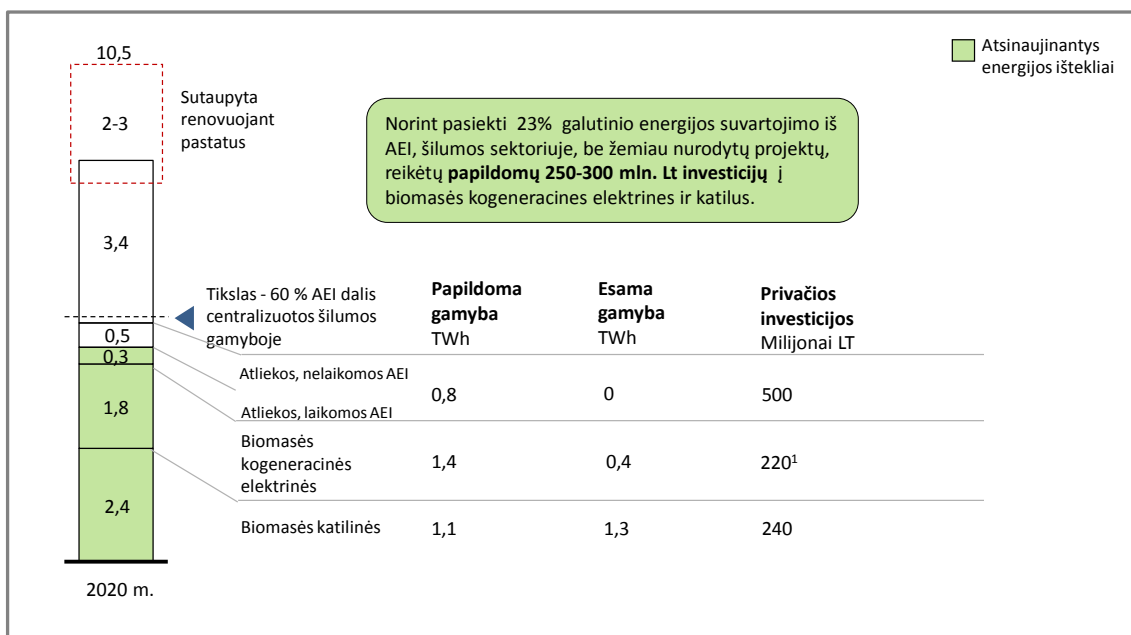 10,5
Atsinaujinantys
energijos ištekliai
Sutaupyta
renovuojant
pastatus
2-3
Norint pasiekti 23% galutinio energijos suvartojimo iš
AEI, šilumos sektoriuje, be žemiau nurodytų projektų,
reikėtų papildomų 250-300 mln. Lt investicijų į
biomasės kogeneracines elektrines ir katilus.
3,4
Tikslas - 60 % AEI dalis
centralizuotos šilumos
gamyboje
Papildoma
gamyba
TWh
Esama
gamyba
TWh
Privačios
investicijos
Milijonai LT
0,5
0,3
Atliekos, nelaikomos AEI
Atliekos, laikomos AEI
0,8
0
500
1,8
Biomasės
kogeneracinės
elektrinės
1,4
0,4
220¹
2,4
Biomasės katilinės
1,1
1,3
240
2020 m.